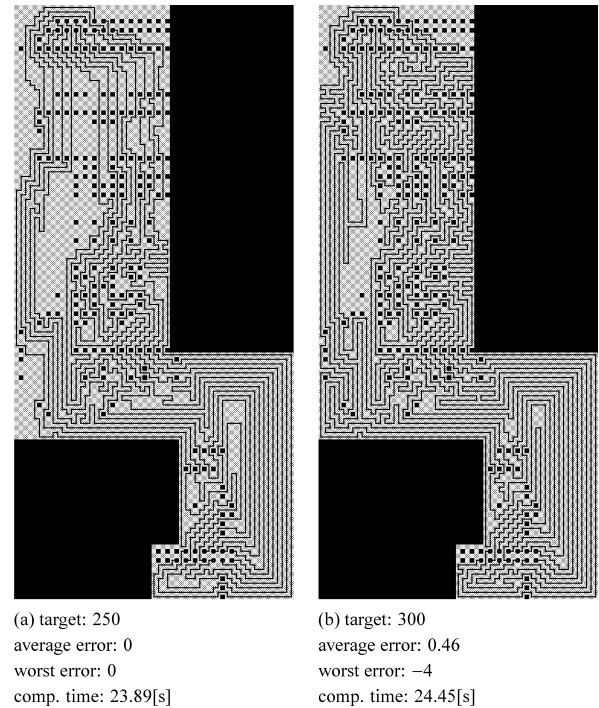 (a) target: 250
average error: 0
worst error: 0
comp. time: 23.89[s]
(b) target: 300
average error: 0.46
worst error: −4
comp. time: 24.45[s]